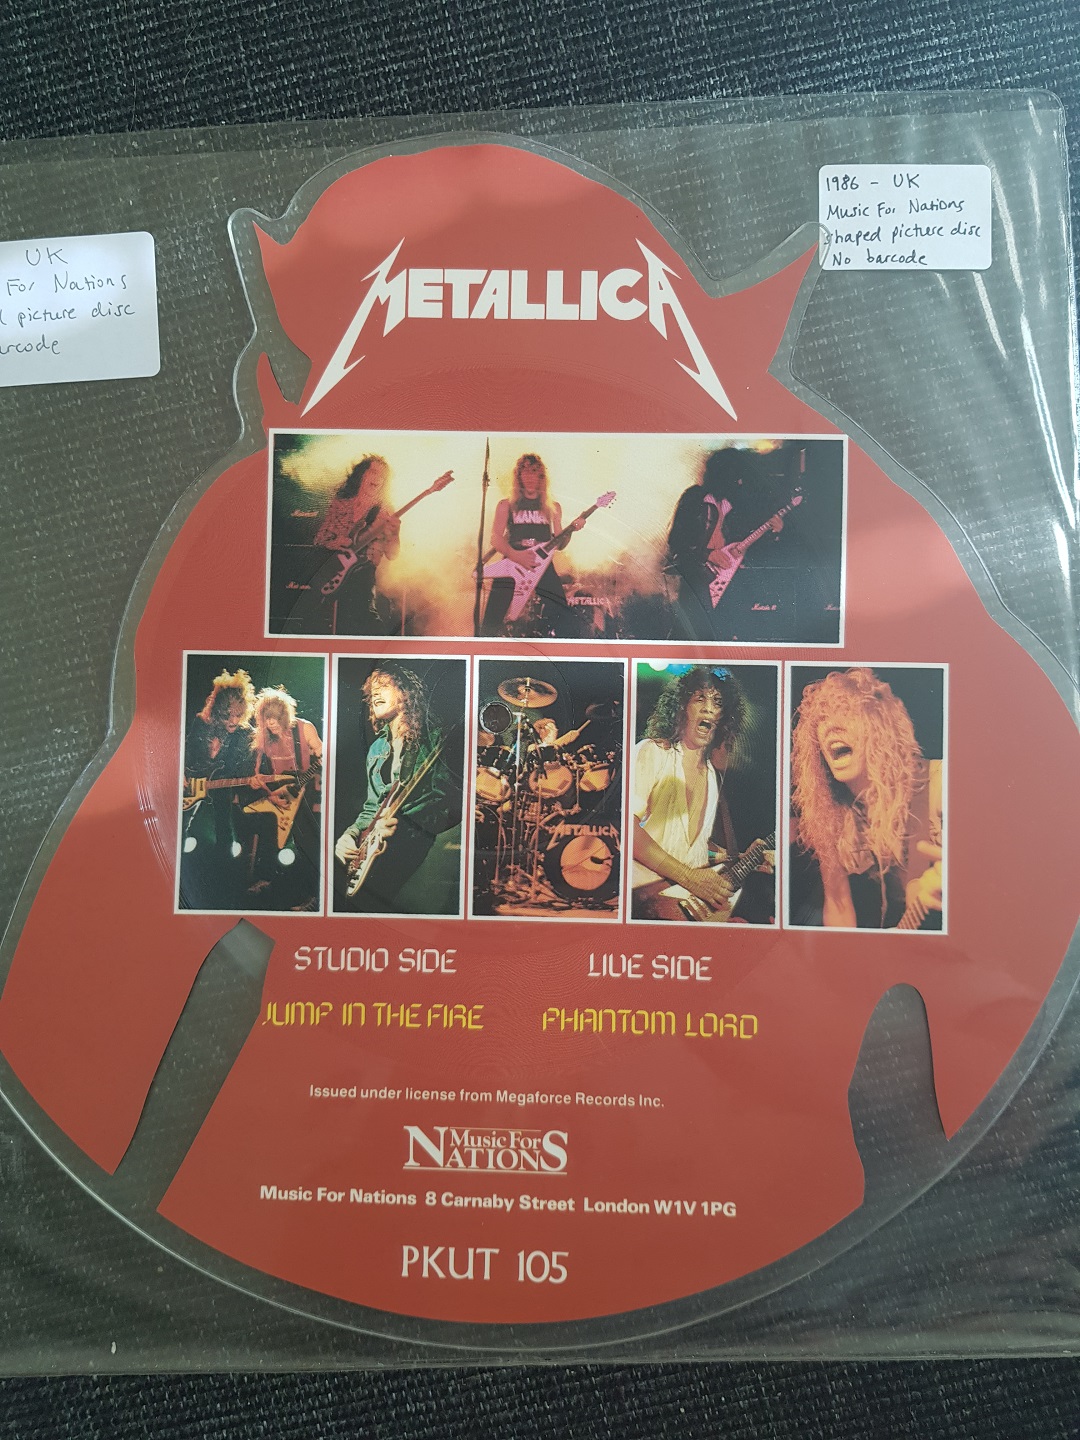 1986 - UK
Music For Nations
shaped picture disc
No barcode
UK
For Nations
picture disc
METALLICA
METALLICA
METALLICA
STUDIO SIDE
LIVE SIDE
JUMP IN THE FIRE
PHANTOM LORD
Issued under license from Megaforce Records Inc.
Music For
NATIONS
Music For Nations 8 Carnaby Street London W1V 1PG
PKUT 105